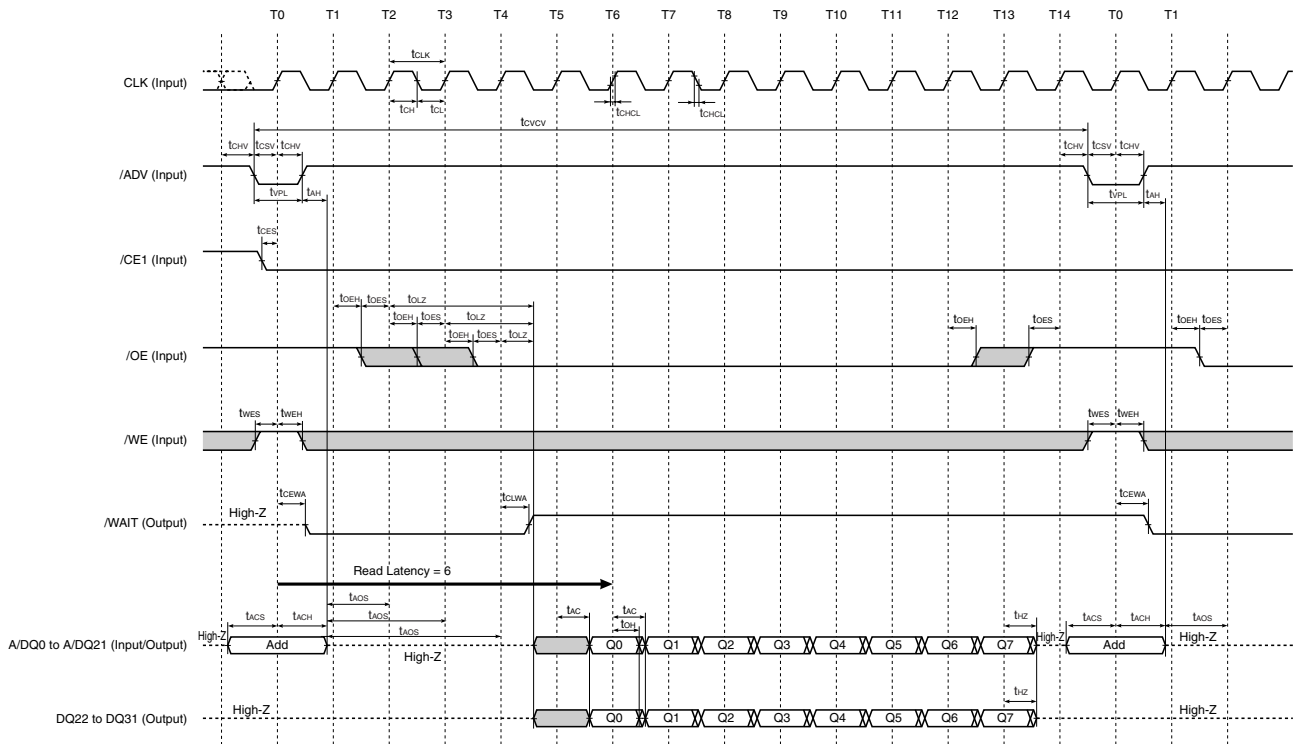 T0 T1 T2 T3 T4 T5 T6 T7 T8 T9 T10 T11 T12 T13 T14 T0 T1
tCLK
CLK (Input)
tCH tCL tCHCL tCHCL
tCVCV
tCHV tCSV tCHV tCHV tCSV tCHV
/ADV (Input)
tVPL tAH tVPL tAH
tCES
/CE1 (Input)
tOEH tOES tOLZ
tOEH tOES tOLZ tOEH tOES tOEH tOES
tOEH tOES tOLZ
/OE (Input)
tWES tWEH tWES tWEH
/WE (Input)
tCEWA tCLWA tCEWA
/WAIT (Output) High-Z
Read Latency = 6
tAOS
tACS tACH tAOS tAC tAC tHZ tACS tACH tAOS
tAOS tOH
A/DQ0 to A/DQ21 (Input/Output) High-Z Add High-Z Q0 Q1 Q2 Q3 Q4 Q5 Q6 Q7 High-Z Add High-Z
tHZ
DQ22 to DQ31 (Output) High-Z Q0 Q1 Q2 Q3 Q4 Q5 Q6 Q7 High-Z